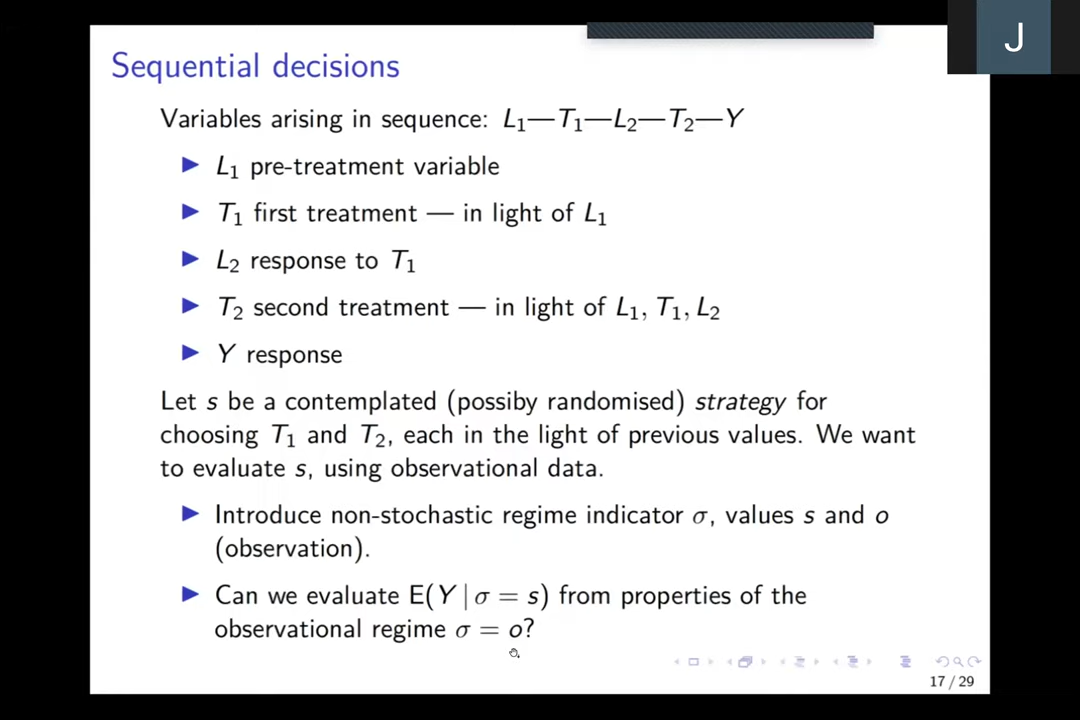 J
Sequential decisions
Variables arising in sequence: L₁—T₁—L₂—T₂—Y
▶ L₁ pre-treatment variable
▶ T₁ first treatment — in light of L₁
▶ L₂ response to T₁
▶ T₂ second treatment — in light of L₁, T₁, L₂
▶ Y response
Let s be a contemplated (possiby randomised) strategy for
choosing T₁ and T₂, each in the light of previous values. We want
to evaluate s, using observational data.
▶ Introduce non-stochastic regime indicator σ, values s and o
(observation).
▶ Can we evaluate E(Y | σ = s) from properties of the
observational regime σ = o?
17 / 29